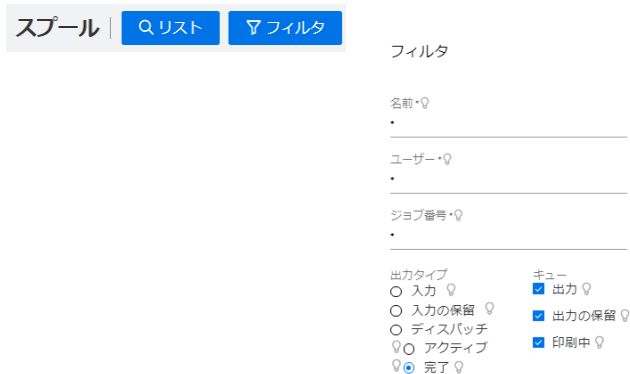 スプール リスト フィルタ
フィルタ
名前*
*
ユーザー*
*
ジョブ番号*
*
出力タイプ
入力
入力の保留
ディスパッチ
アクティブ
完了
キュー
出力
出力の保留
印刷中